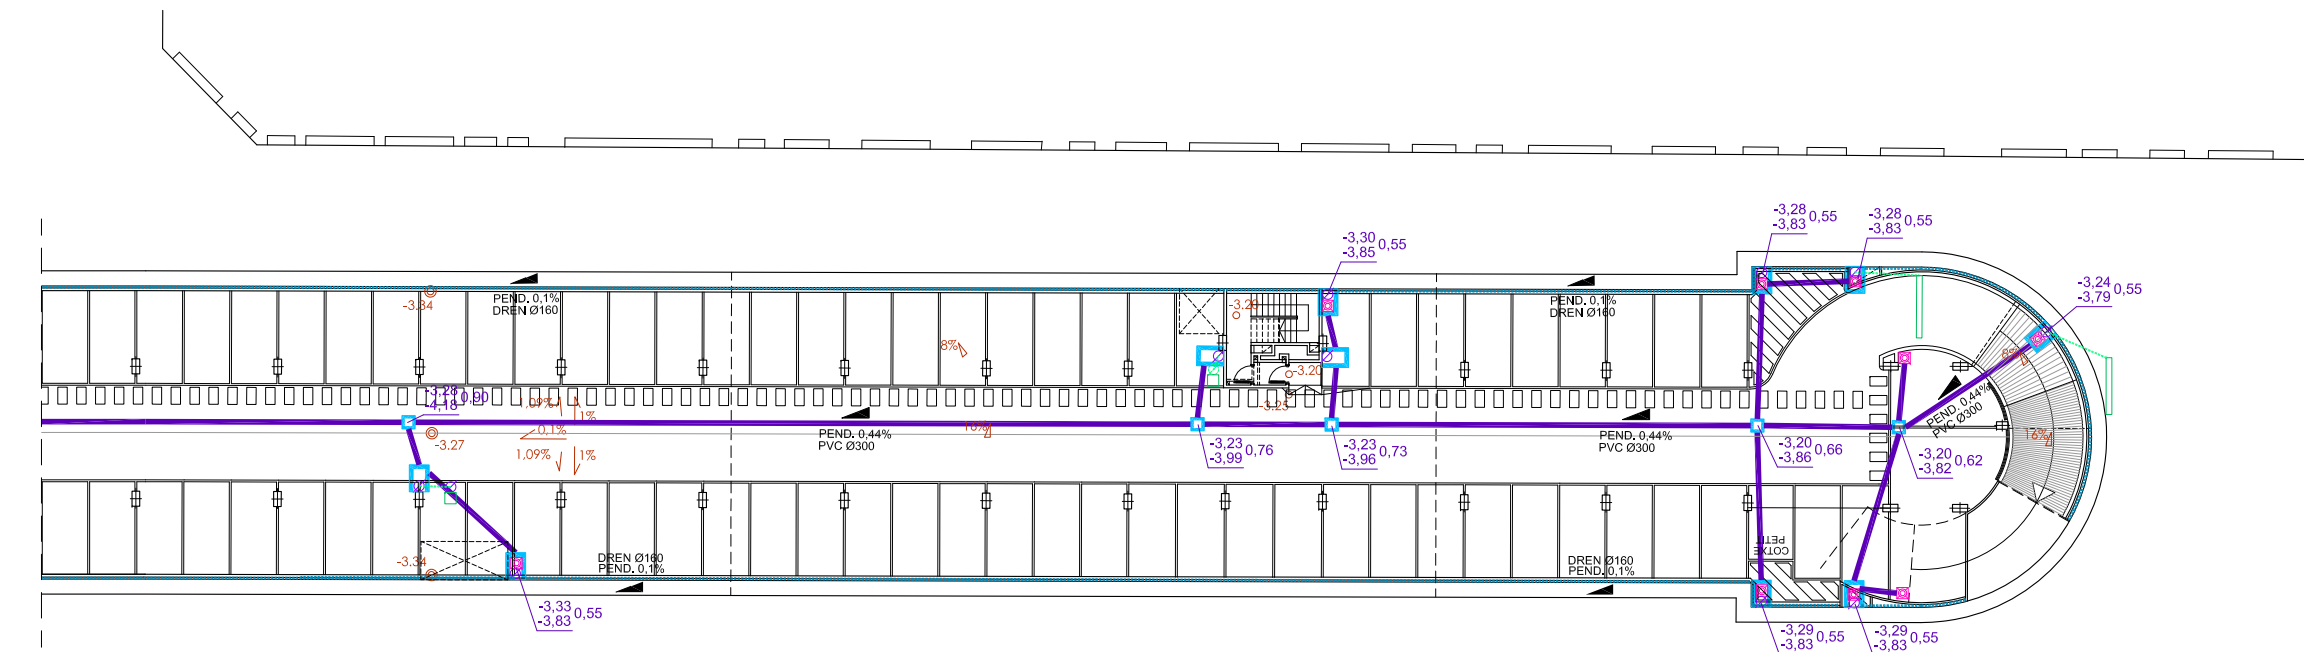 -3,28
-3,83 0,55
-3,28
-3,83 0,55
-3,30
-3,85 0,55
-3,24
-3,79 0,55
PEND. 0,1%
DREN Ø160
-3.34
-3.20
PEND. 0,1%
DREN Ø160
8%
8%
-3.20
-3,28
-4,18 0,90
1,09%
1%
-3.25
0,1%
16%
PEND. 0,44%
PVC Ø300
PEND. 0,44%
PVC Ø300
PEND. 0,44%
PVC Ø300
16%
-3.27
1,09%
1%
-3,23
-3,99 0,76
-3,23
-3,96 0,73
-3,20
-3,86 0,66
-3,20
-3,82 0,62
COTXE
PETIT
-3.34
DREN Ø160
PEND. 0,1%
DREN Ø160
PEND. 0,1%
-3,33
-3,83 0,55
-3,29
-3,83 0,55
-3,29
-3,83 0,55